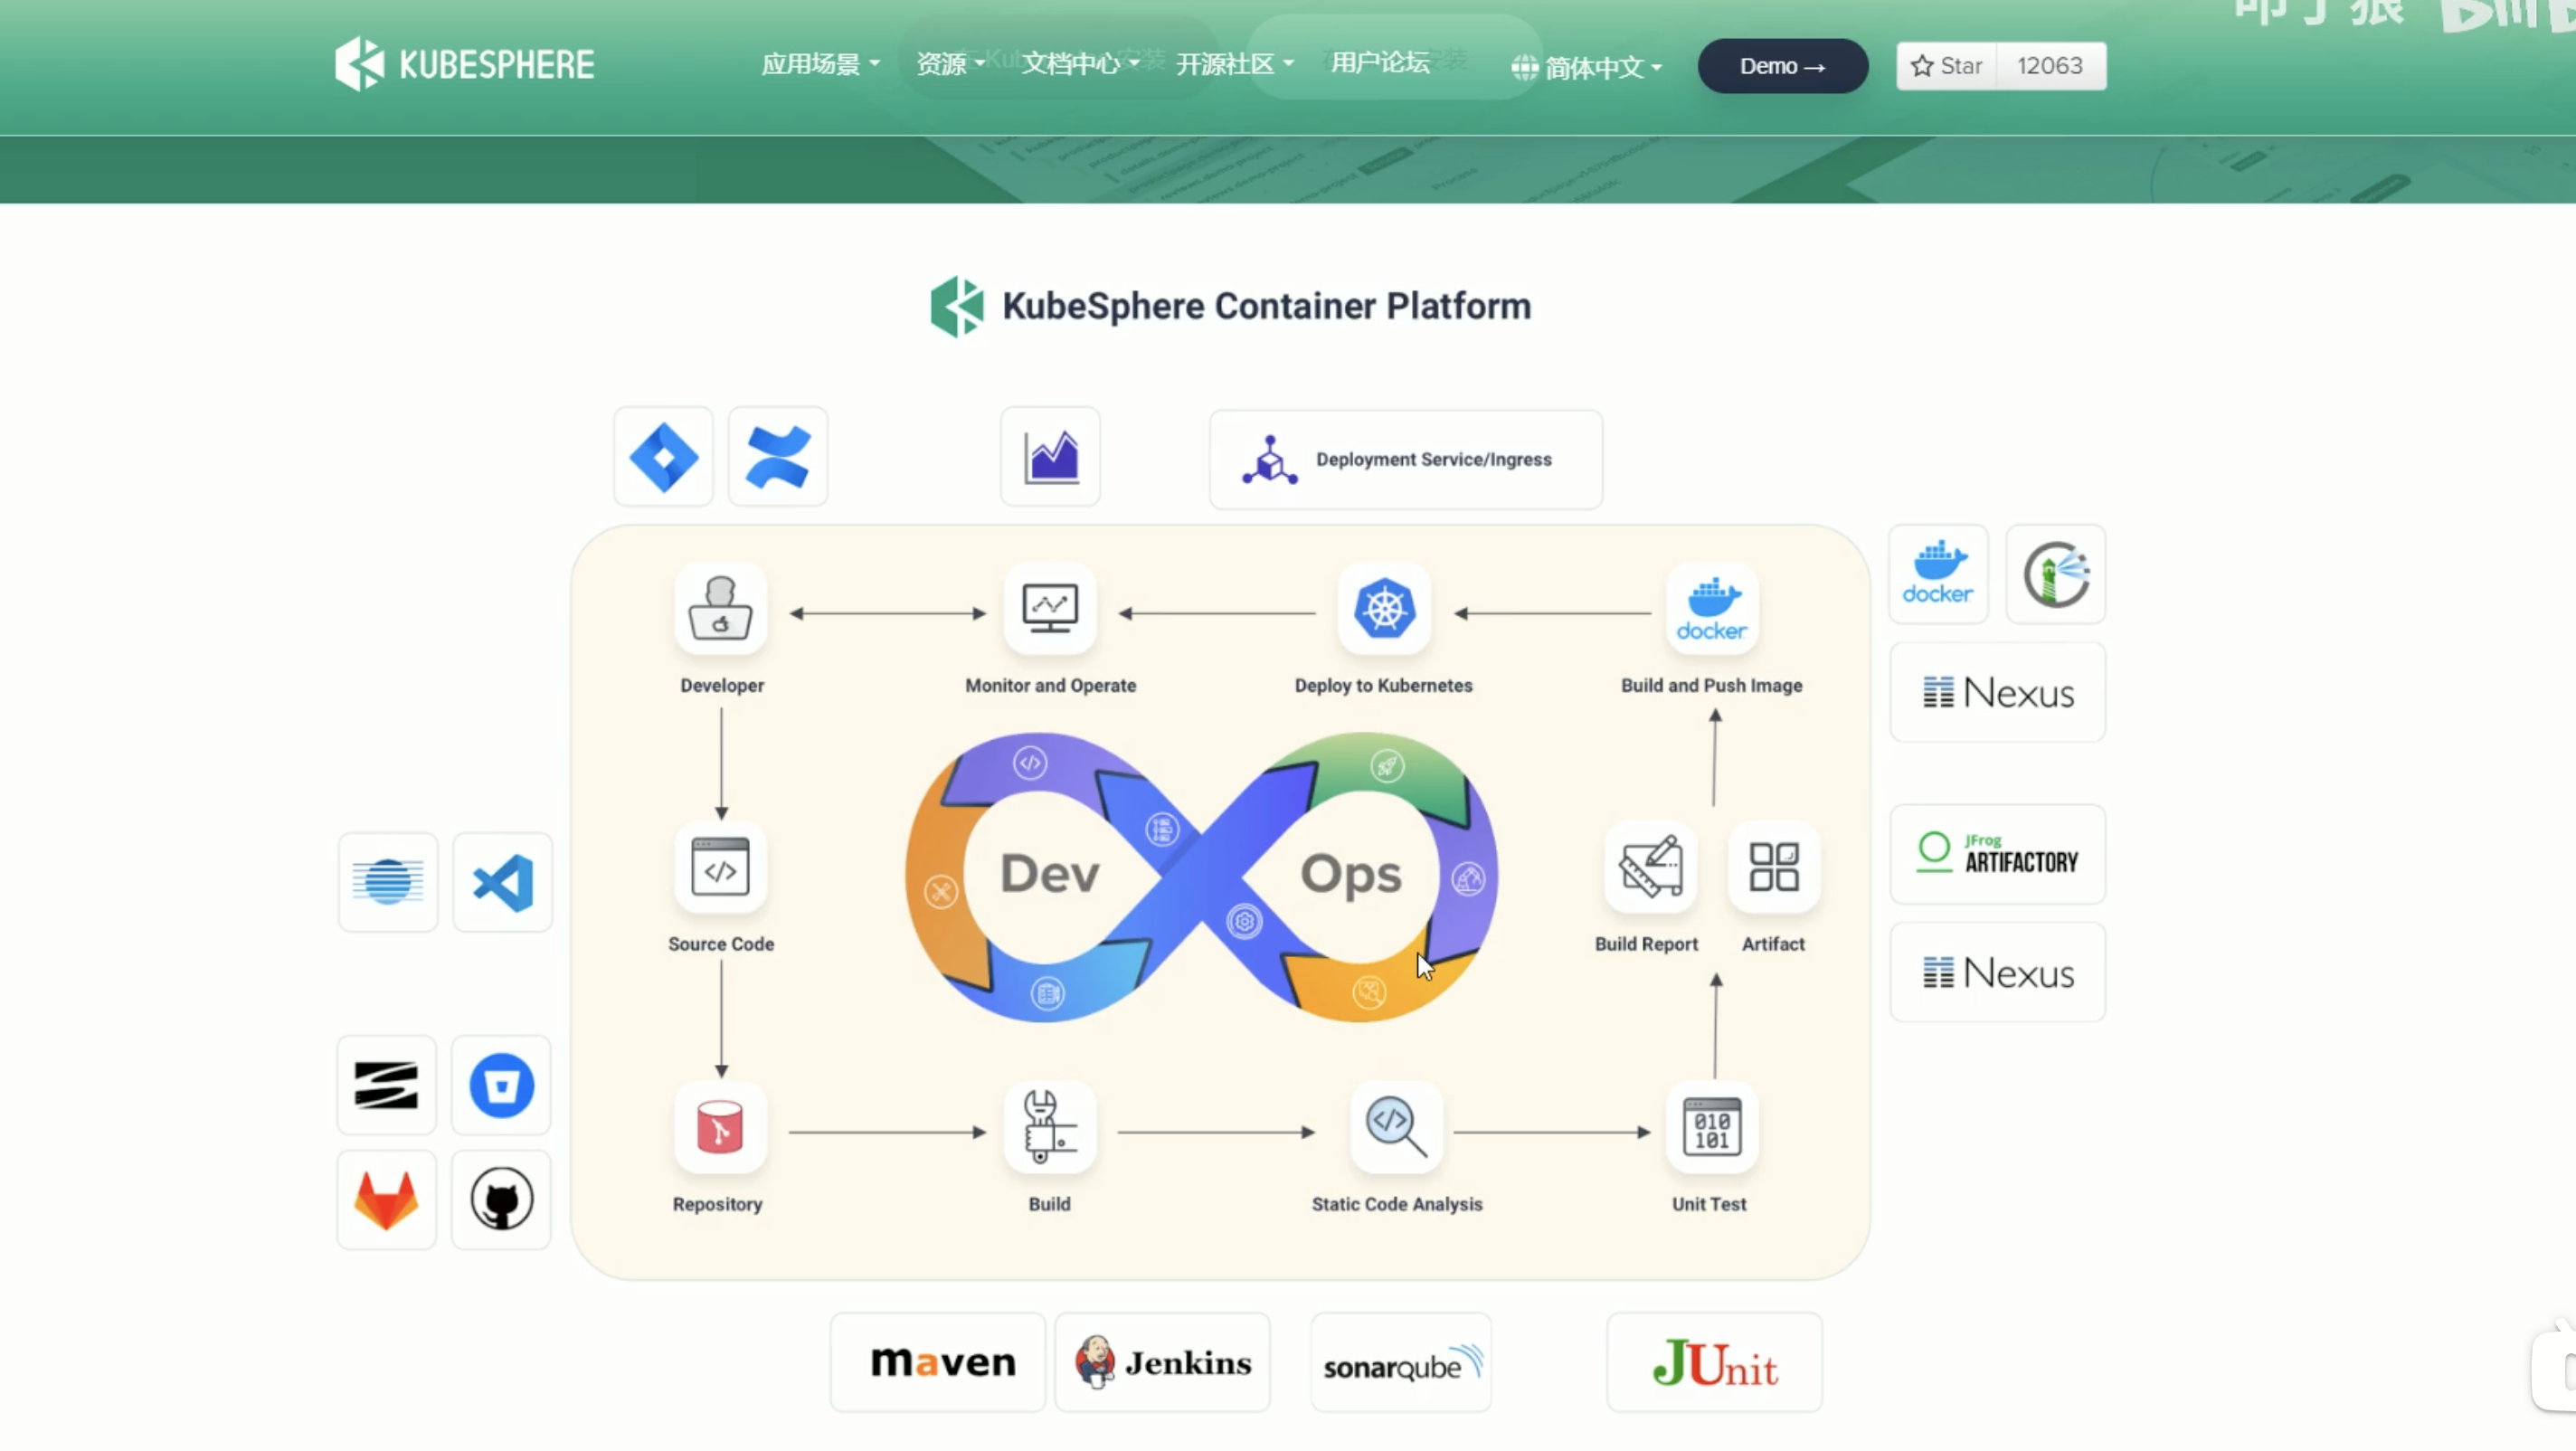 KUBESPHERE
应用场景
资源
文档中心
开源社区
用户论坛
简体中文
Demo →
Star
12063
KubeSphere Container Platform
Deployment Service/Ingress
docker
docker
Developer
Monitor and Operate
Deploy to Kubernetes
Build and Push Image
Nexus
Dev
Ops
JFrog
ARTIFACTORY
Source Code
Build Report
Artifact
Nexus
010
101
Repository
Build
Static Code Analysis
Unit Test
maven
Jenkins
sonarqube
JUnit